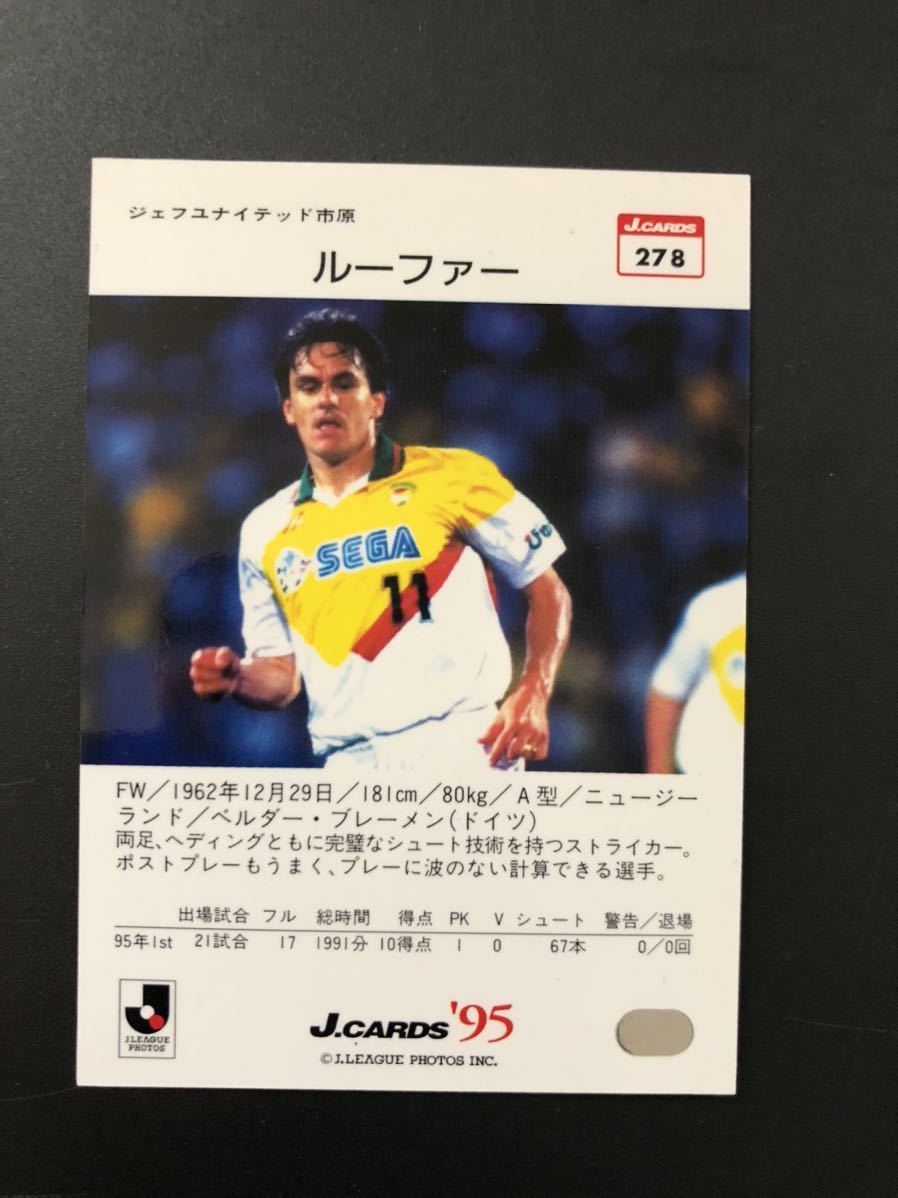 ジェフユナイテッド市原
J.CARDS
278
ルーファー
SEGA
11
FW／1962年12月29日／181cm／80kg／A型／ニュージー
ランド／ベルダー・ブレーメン(ドイツ)
両足、ヘディングともに完璧なシュート技術を持つストライカー。
ポストプレーもうまく、プレーに波のない計算できる選手。
出場試合 フル 総時間 得点 PK V シュート 警告／退場
95年1st 21試合 17 1991分 10得点 1 0 67本 0／0回
J.LEAGUE
PHOTOS
J.CARDS '95
©J.LEAGUE PHOTOS INC.